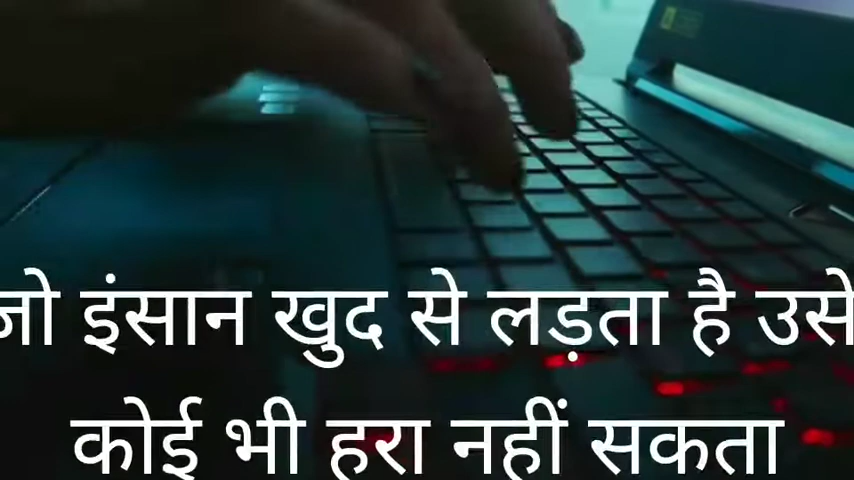 जो इंसान खुद से लड़ता है उसे
कोई भी हरा नहीं सकता